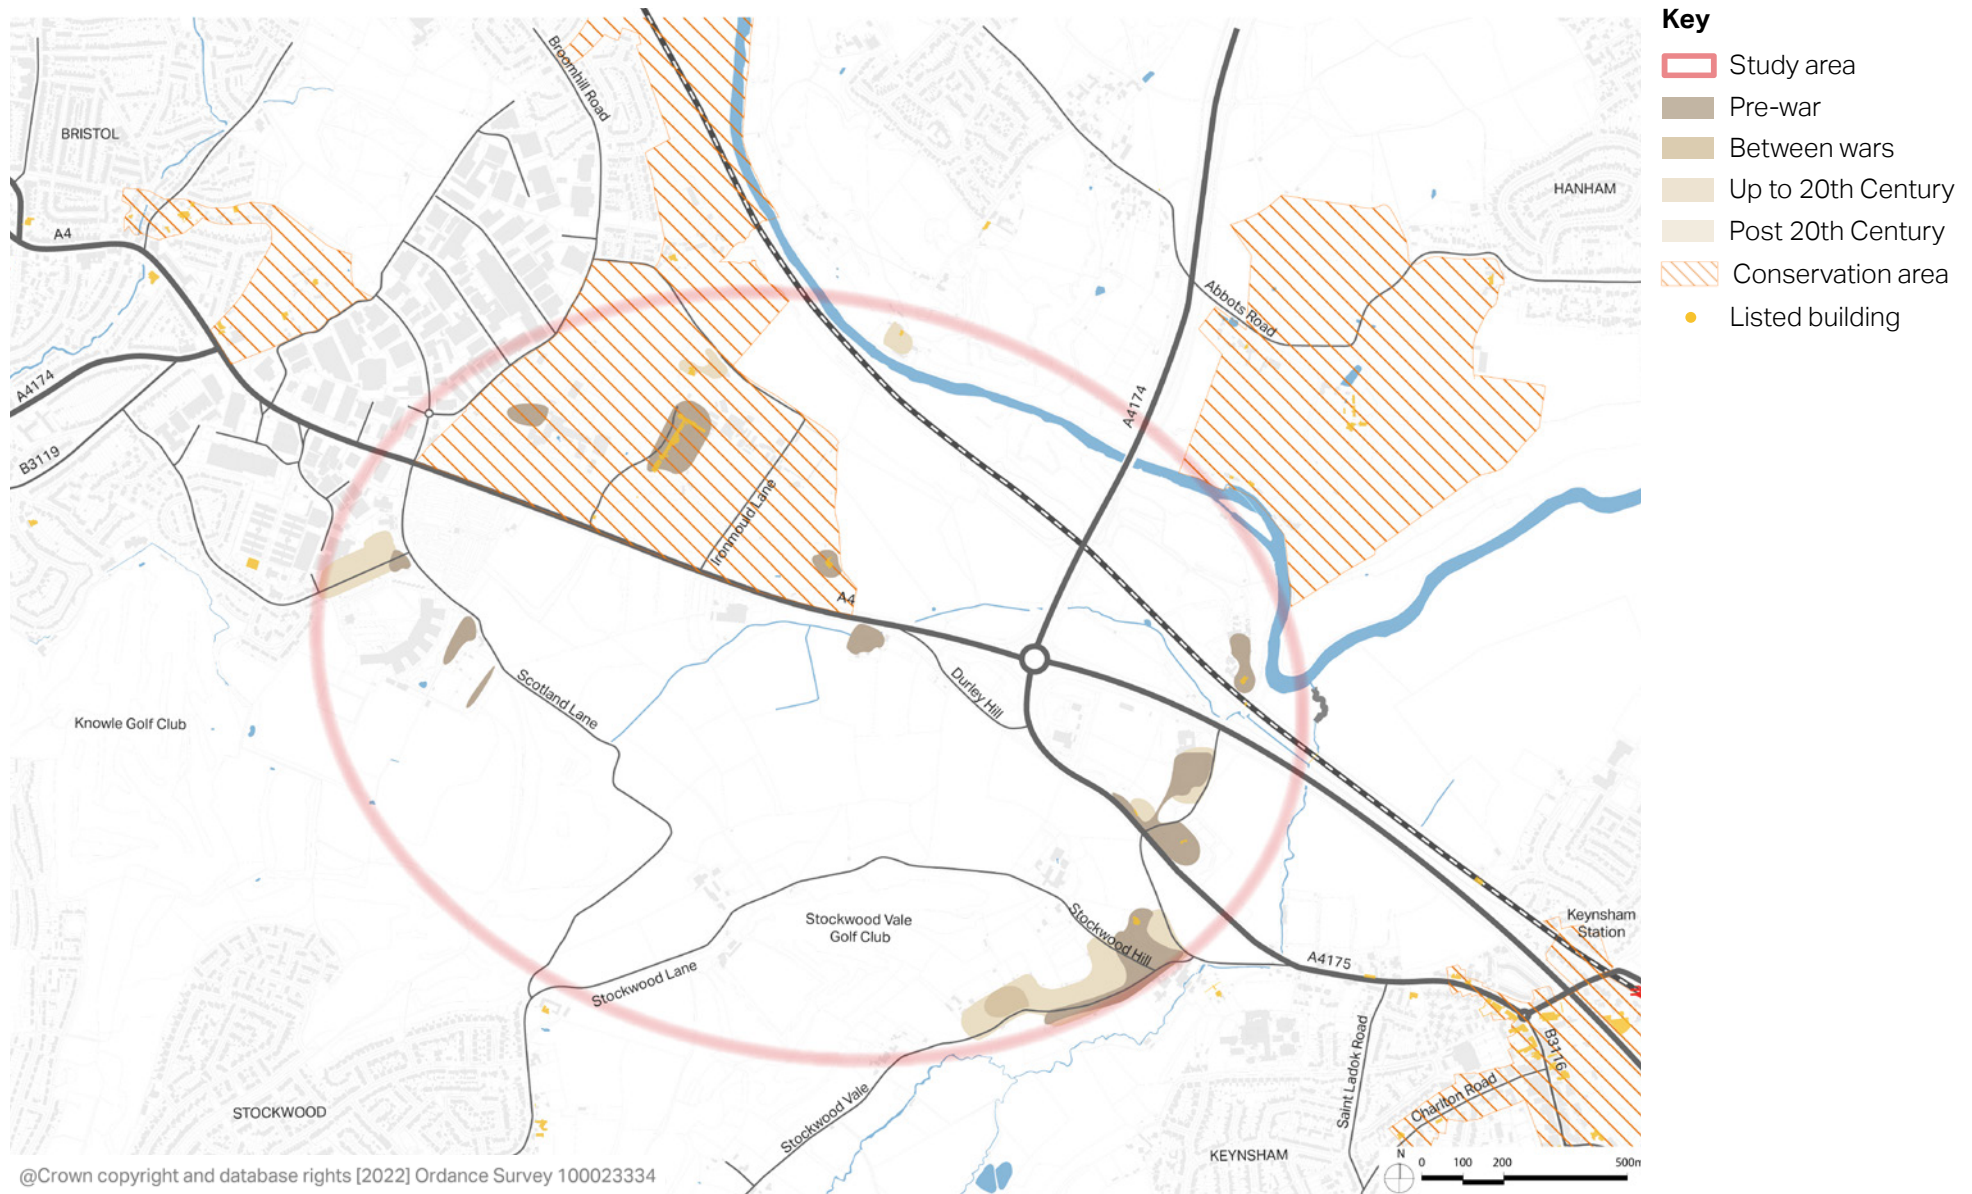 Key
Study area
Pre-war
Between wars
Up to 20th Century
Post 20th Century
Conservation area
Listed building
Broomhill Road
BRISTOL
HANHAM
A4
Abbots Road
A4174
A4174
B3119
Ironmould Lane
A4
Scotland Lane
Durley Hill
Knowle Golf Club
Stockwood Vale
Golf Club
Stockwood Hill
Keynsham
Station
A4175
Stockwood Lane
Saint Ladok Road
B3116
Charlton Road
Stockwood Vale
STOCKWOOD
KEYNSHAM
N
0 100 200 500m
@Crown copyright and database rights [2022] Ordance Survey 100023334